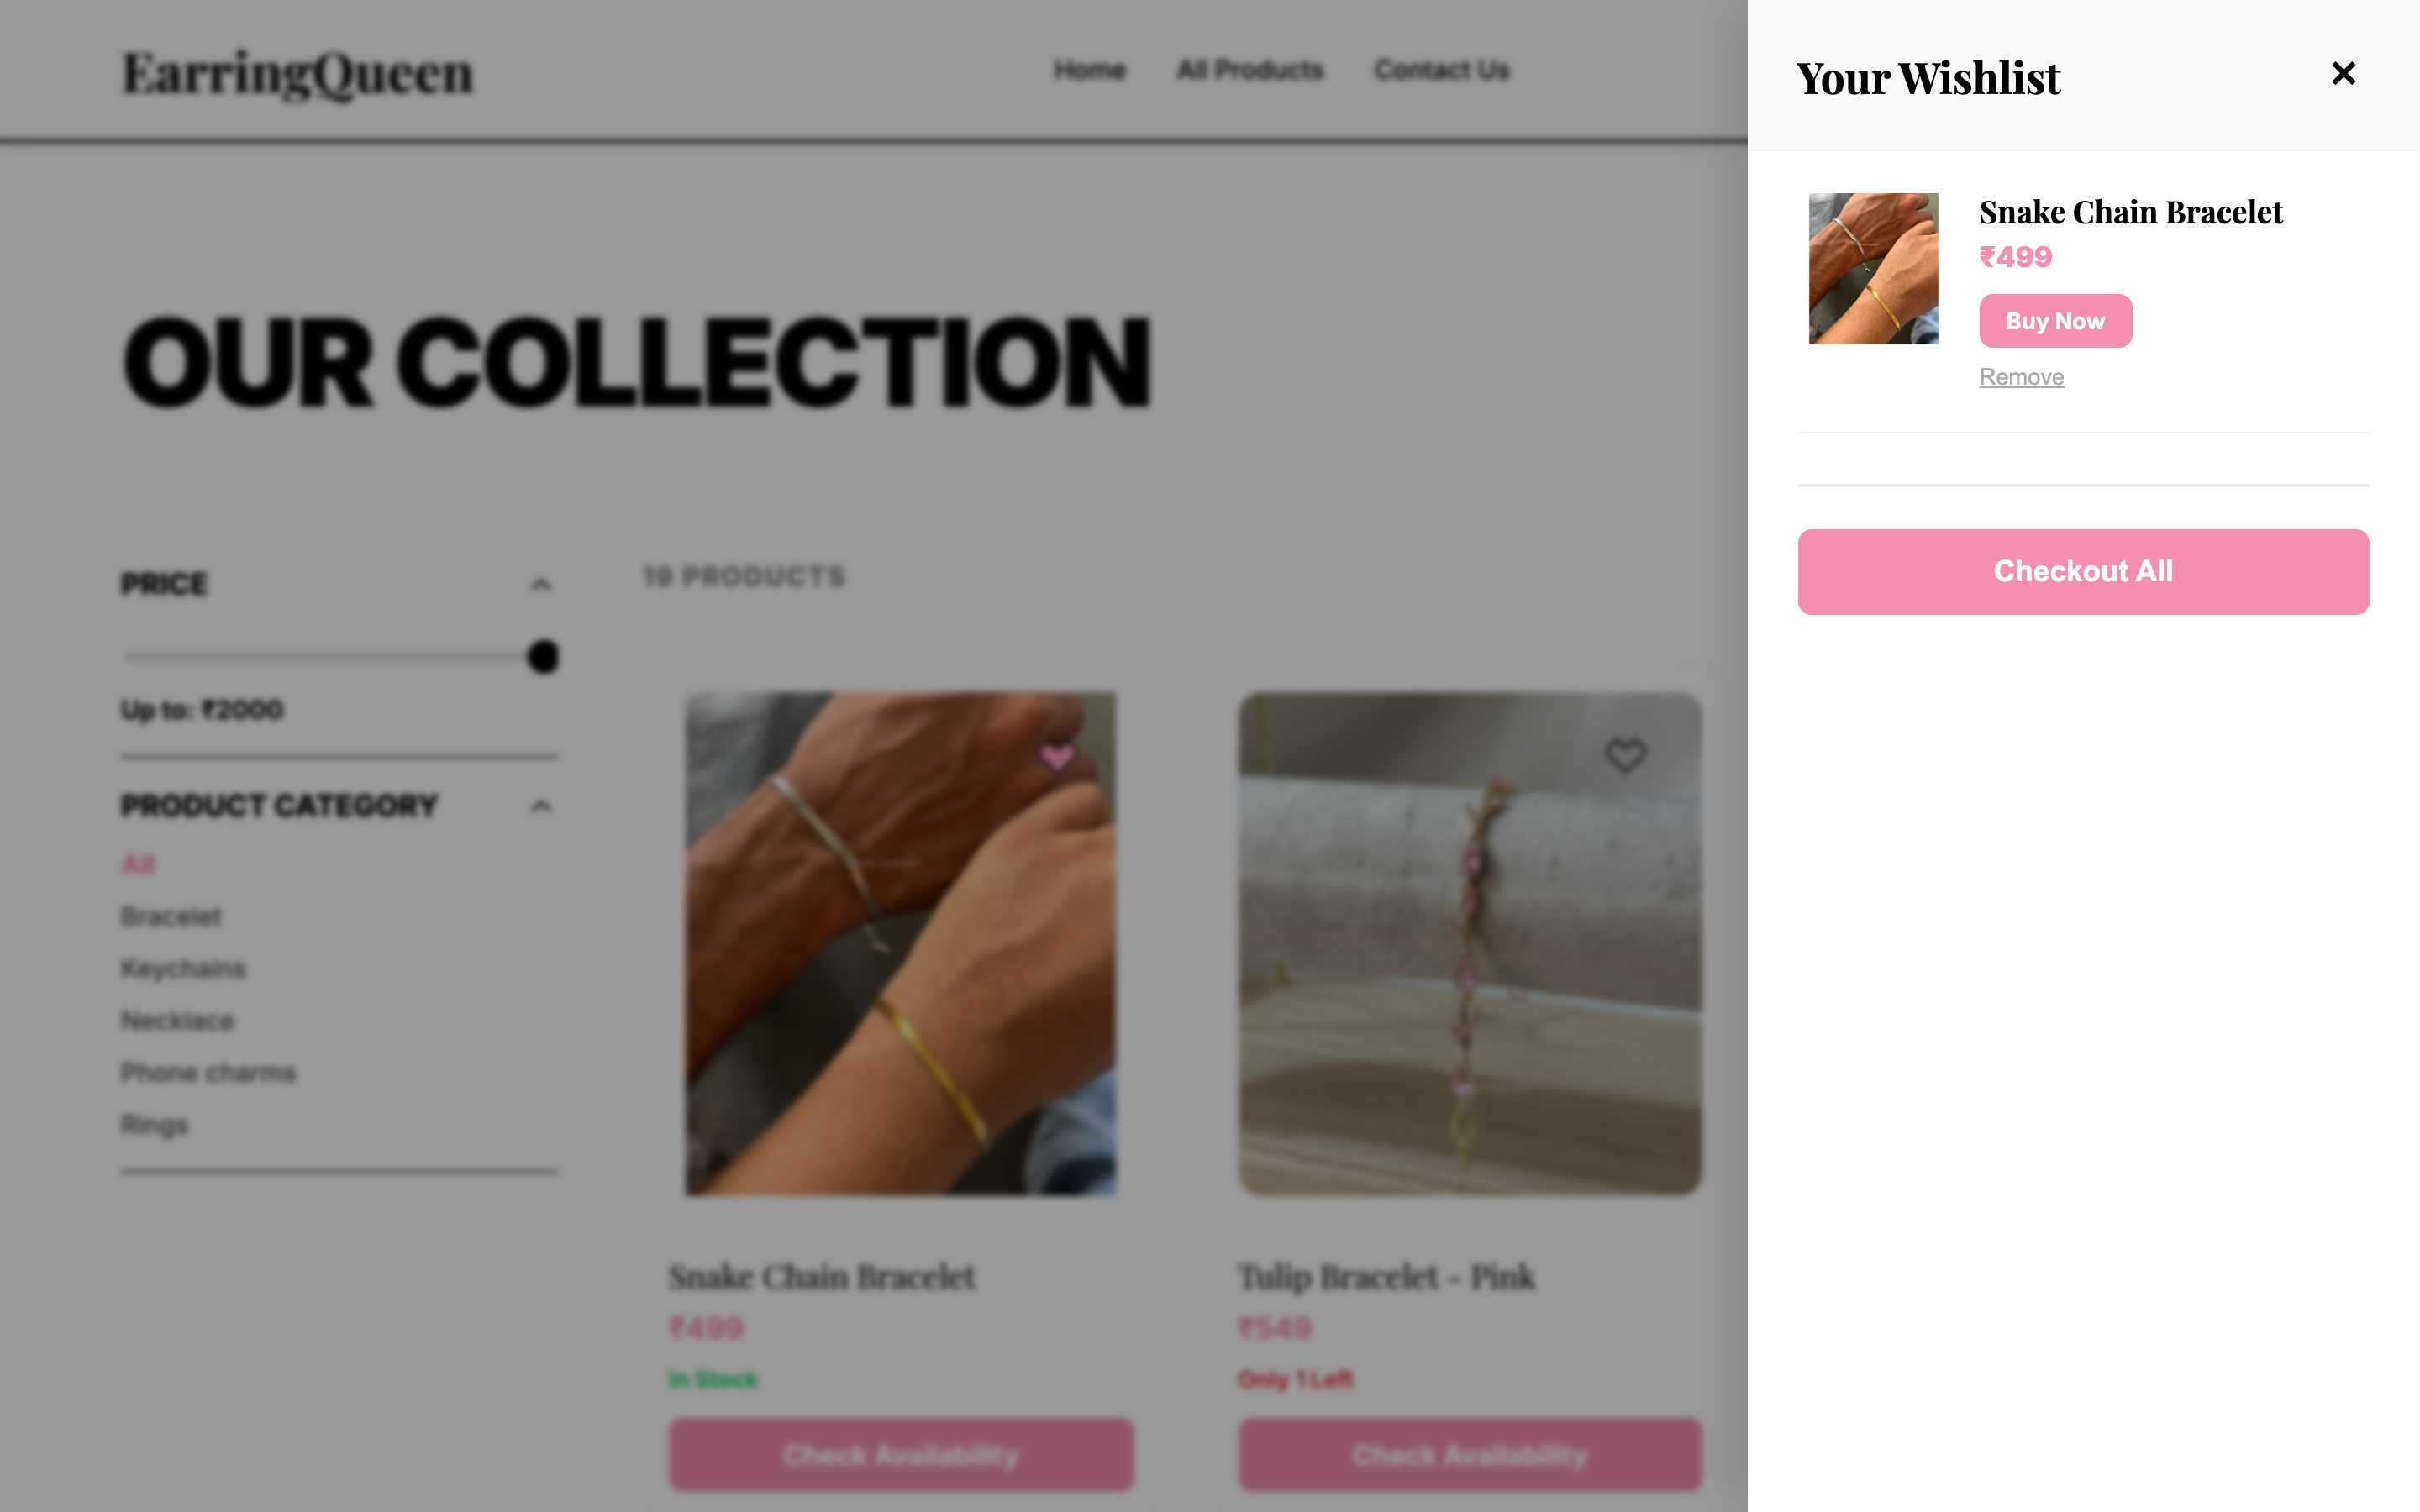 EarringQueen
Home All Products Contact Us
OUR COLLECTION
PRICE
Up to: ₹2000
PRODUCT CATEGORY
All
Bracelet
Keychains
Necklace
Phone charms
Rings
19 PRODUCTS
Snake Chain Bracelet
₹499
In Stock
Check Availability
Tulip Bracelet - Pink
₹549
Only 1 Left
Check Availability
Your Wishlist
Snake Chain Bracelet
₹499
Buy Now
Remove
Checkout All